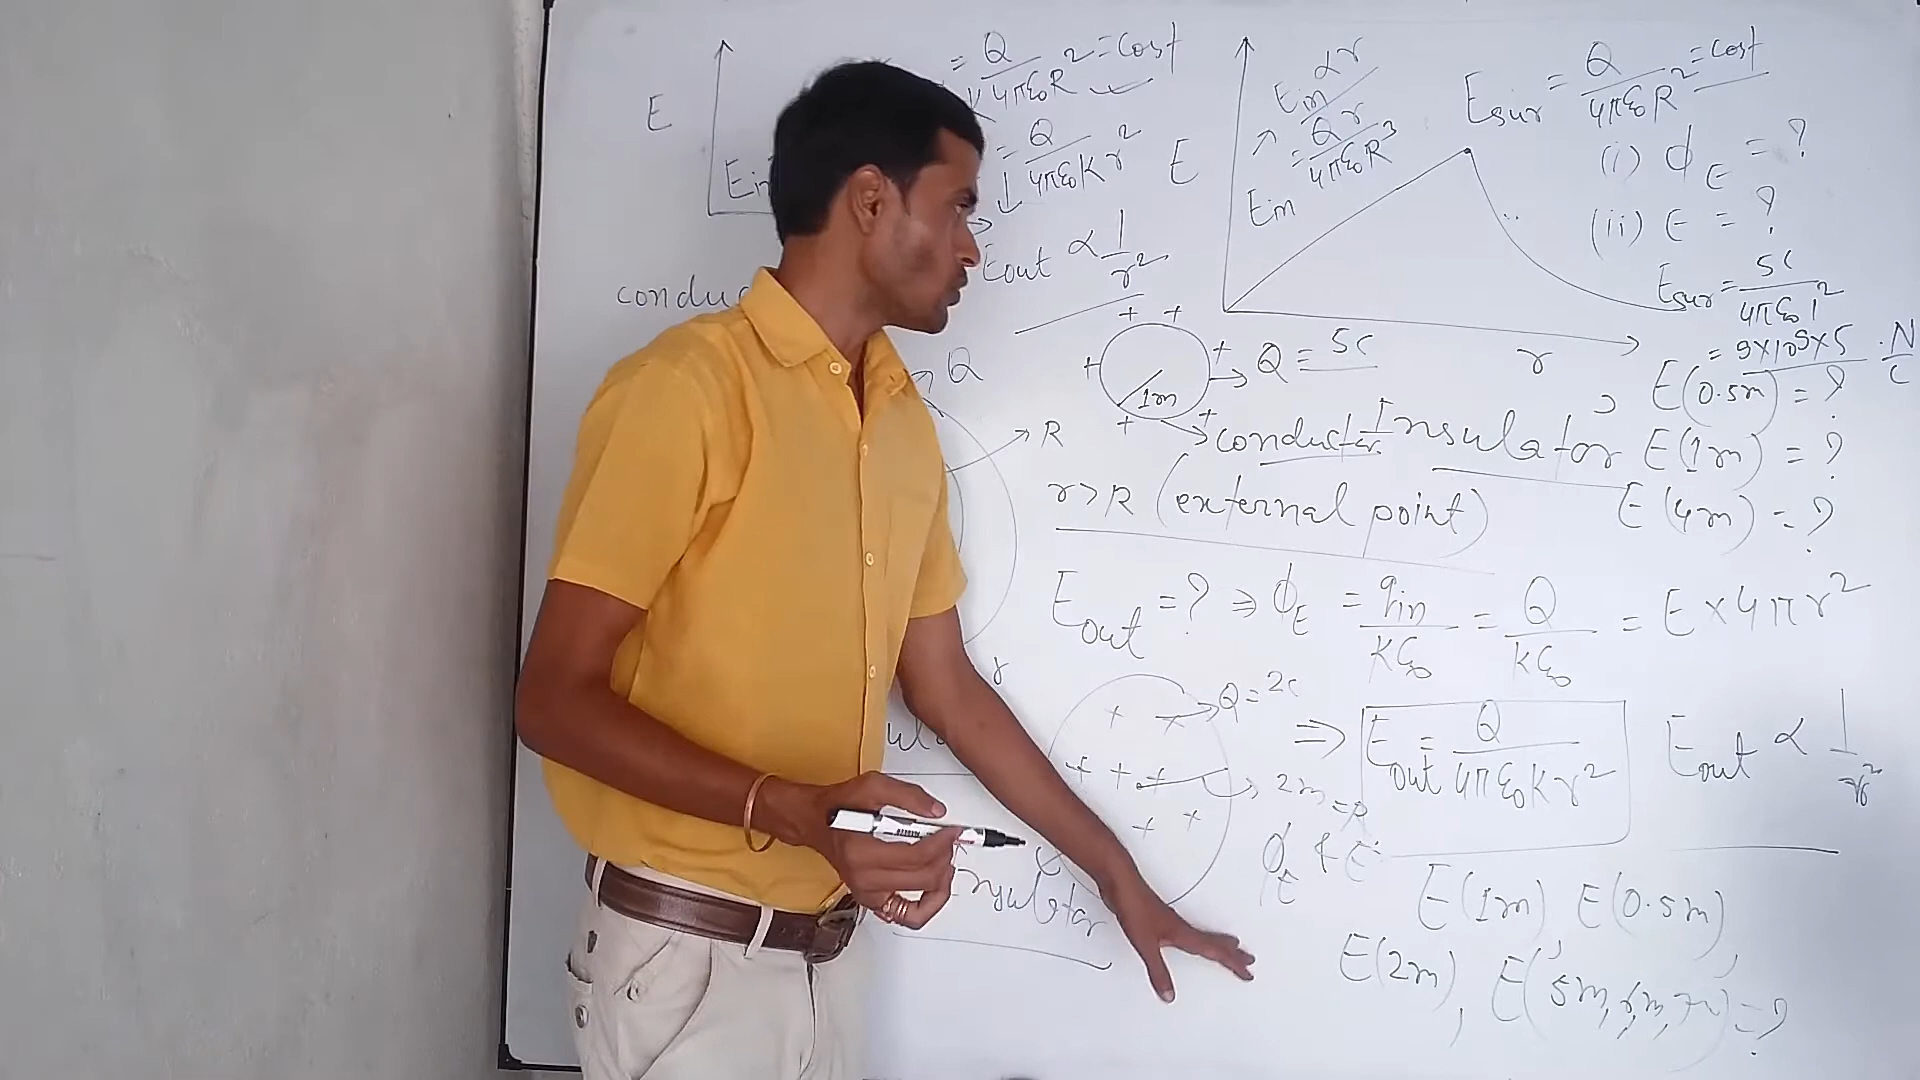 E
= Q / 4πε₀R² = cost
K
= Q / 4πε₀Kr²
Ein
Eout ∝ 1/r²
conduc
Q
R
r
E
Ein ∝ r
= Qr / 4πε₀R³
Ein
r
Esur = Q / 4πε₀R² = cost
(i) ϕE = ?
(ii) E = ?
Esur = 5C / 4πε₀1²
= 9×10⁹×5 . N/C
+ + + + + +
1m
Q = 5C
conductor
Insulator
E(0.5m) = ?
E(1m) = ?
E(4m) = ?
r>R (external point)
Eout = ? ⇒ ϕE = qin / Kε₀ = Q / Kε₀ = E × 4πr²
+ + + + + + +
Q = 2C
2m = R
⇒ Eout = Q / 4πε₀Kr²
Eout ∝ 1/r²
ϕE & E
Insulator
E(1m) E(0.5m),
E(2m), E(5m, 6m, 7m) = ?